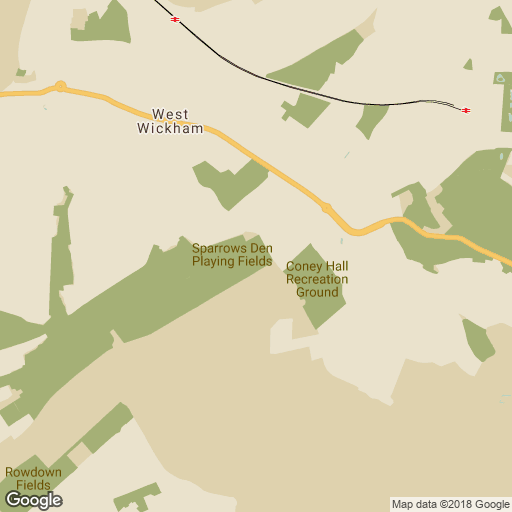 West
Wickham
Sparrows Den
Playing Fields
Coney Hall
Recreation
Ground
Rowdown
Fields
Google
Map data ©2018 Google